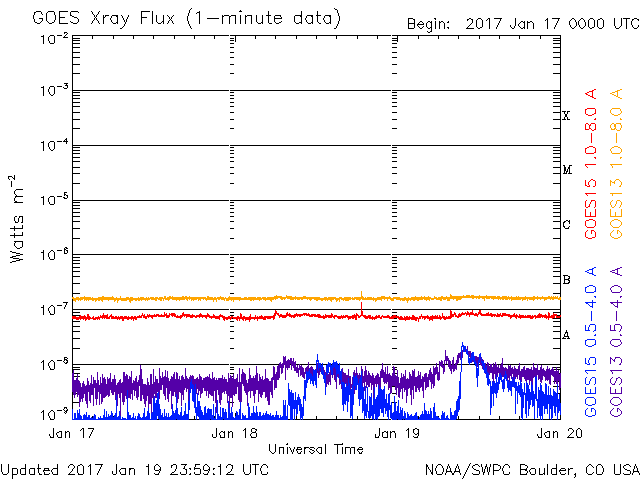 GOES Xray Flux (1-minute data)
Begin: 2017 Jan 17 0000 UTC
10⁻²
10⁻³
10⁻⁴
10⁻⁵
10⁻⁶
10⁻⁷
10⁻⁸
10⁻⁹
Watts m⁻²
X
M
C
B
A
GOES15 1.0-8.0 A
GOES13 1.0-8.0 A
GOES15 0.5-4.0 A
GOES13 0.5-4.0 A
Jan 17 Jan 18 Jan 19 Jan 20
Universal Time
Updated 2017 Jan 19 23:59:12 UTC
NOAA/SWPC Boulder, CO USA